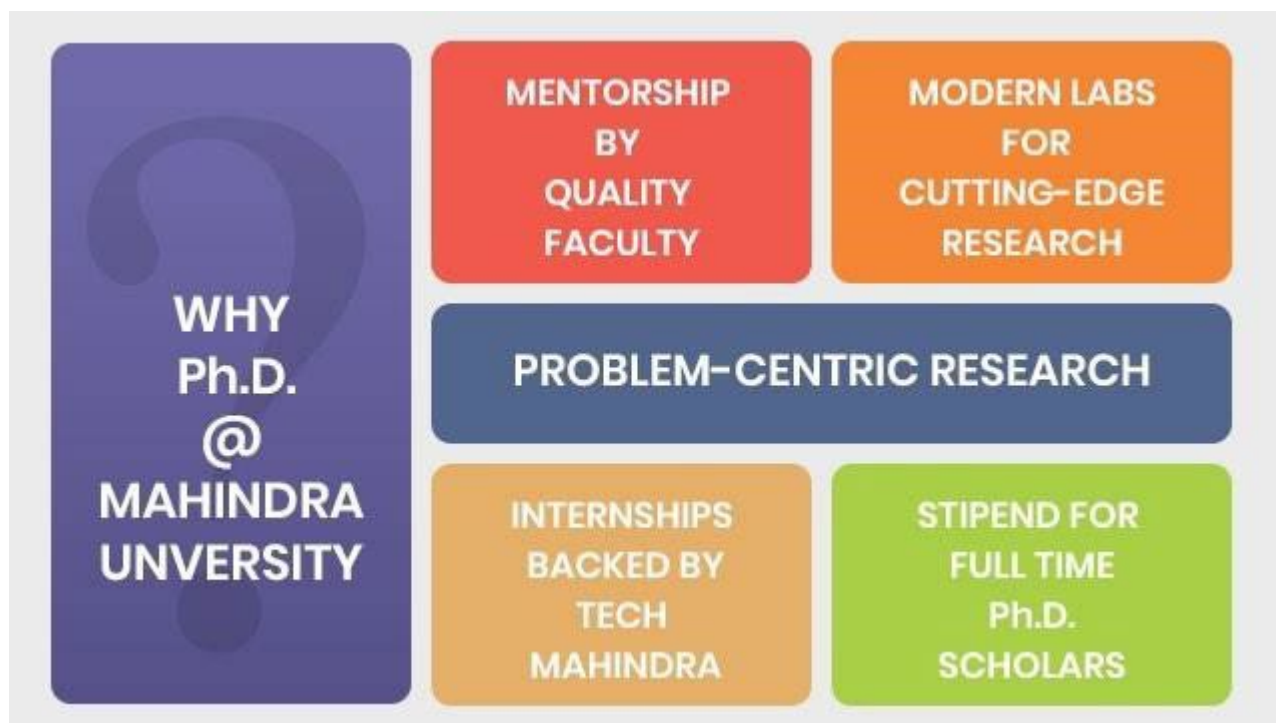 WHY
Ph.D.
@
MAHINDRA
UNVERSITY
MENTORSHIP
BY
QUALITY
FACULTY
MODERN LABS
FOR
CUTTING-EDGE
RESEARCH
PROBLEM-CENTRIC RESEARCH
INTERNSHIPS
BACKED BY
TECH
MAHINDRA
STIPEND FOR
FULL TIME
Ph.D.
SCHOLARS